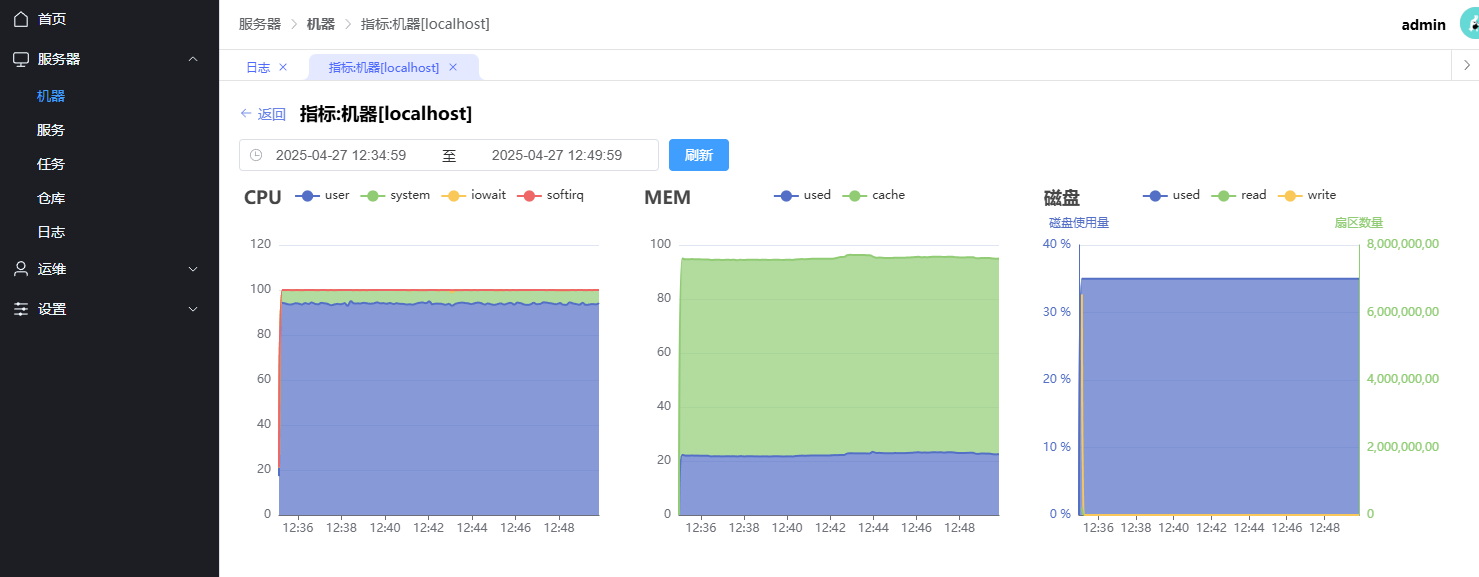 首页
服务器
机器
服务
任务
仓库
日志
运维
设置
服务器 > 机器 > 指标:机器[localhost]
admin
日志 × 指标:机器[localhost] ×
← 返回 指标:机器[localhost]
2025-04-27 12:34:59 至 2025-04-27 12:49:59 刷新
CPU user system iowait softirq
120
100
80
60
40
20
0
12:36 12:38 12:40 12:42 12:44 12:46 12:48
MEM used cache
100
80
60
40
20
0
12:36 12:38 12:40 12:42 12:44 12:46 12:48
磁盘 used read write
磁盘使用量 扇区数量
40 % 8,000,000,00
30 % 6,000,000,00
20 % 4,000,000,00
10 % 2,000,000,00
0 % 0
12:36 12:38 12:40 12:42 12:44 12:46 12:48